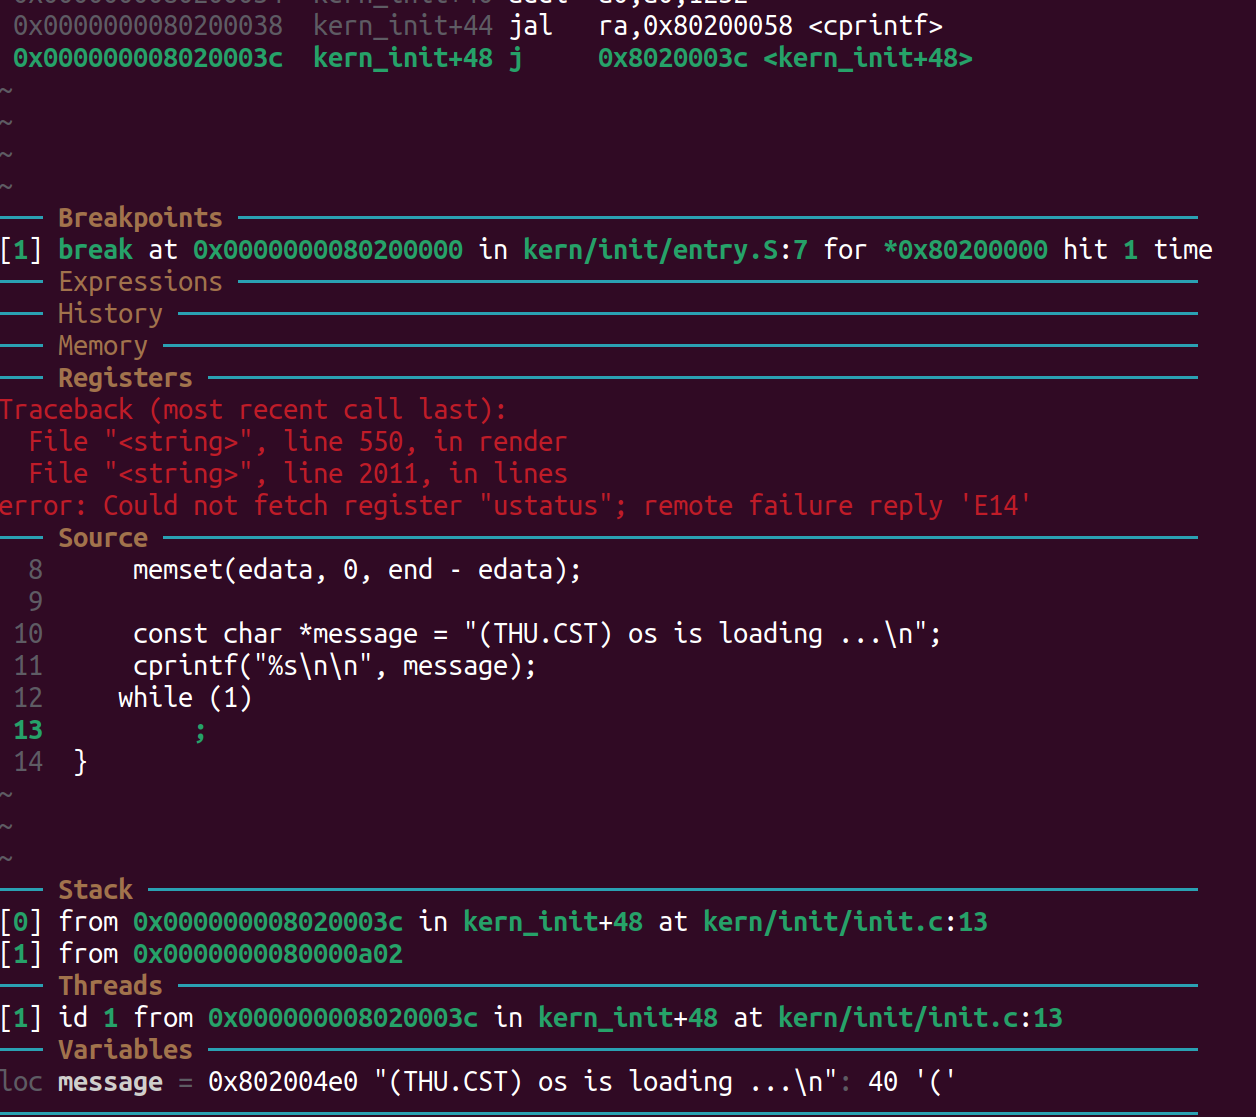 0x0000000080200038  kern_init+44 jal   ra,0x80200058 <cprintf>
0x000000008020003c  kern_init+48 j     0x8020003c <kern_init+48>
~
~
~
~
Breakpoints
[1] break at 0x0000000080200000 in kern/init/entry.S:7 for *0x80200000 hit 1 time
Expressions
History
Memory
Registers
Traceback (most recent call last):
  File "<string>", line 550, in render
  File "<string>", line 2011, in lines
error: Could not fetch register "ustatus"; remote failure reply 'E14'
Source
 8      memset(edata, 0, end - edata);
 9
10      const char *message = "(THU.CST) os is loading ...\n";
11      cprintf("%s\n\n", message);
12     while (1)
13          ;
14  }
~
~
~
Stack
[0] from 0x000000008020003c in kern_init+48 at kern/init/init.c:13
[1] from 0x0000000080000a02
Threads
[1] id 1 from 0x000000008020003c in kern_init+48 at kern/init/init.c:13
Variables
loc message = 0x802004e0 "(THU.CST) os is loading ...\n": 40 '('